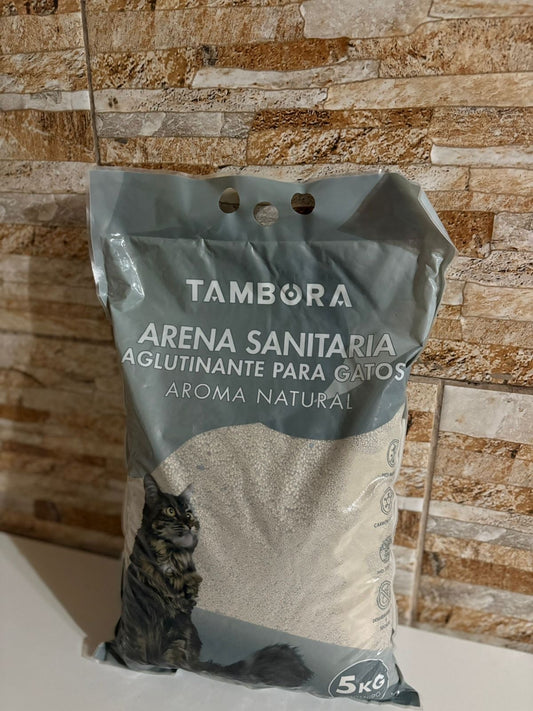 TAMBORA
ARENA SANITARIA
AGLUTINANTE PARA GATOS
AROMA NATURAL
5KG